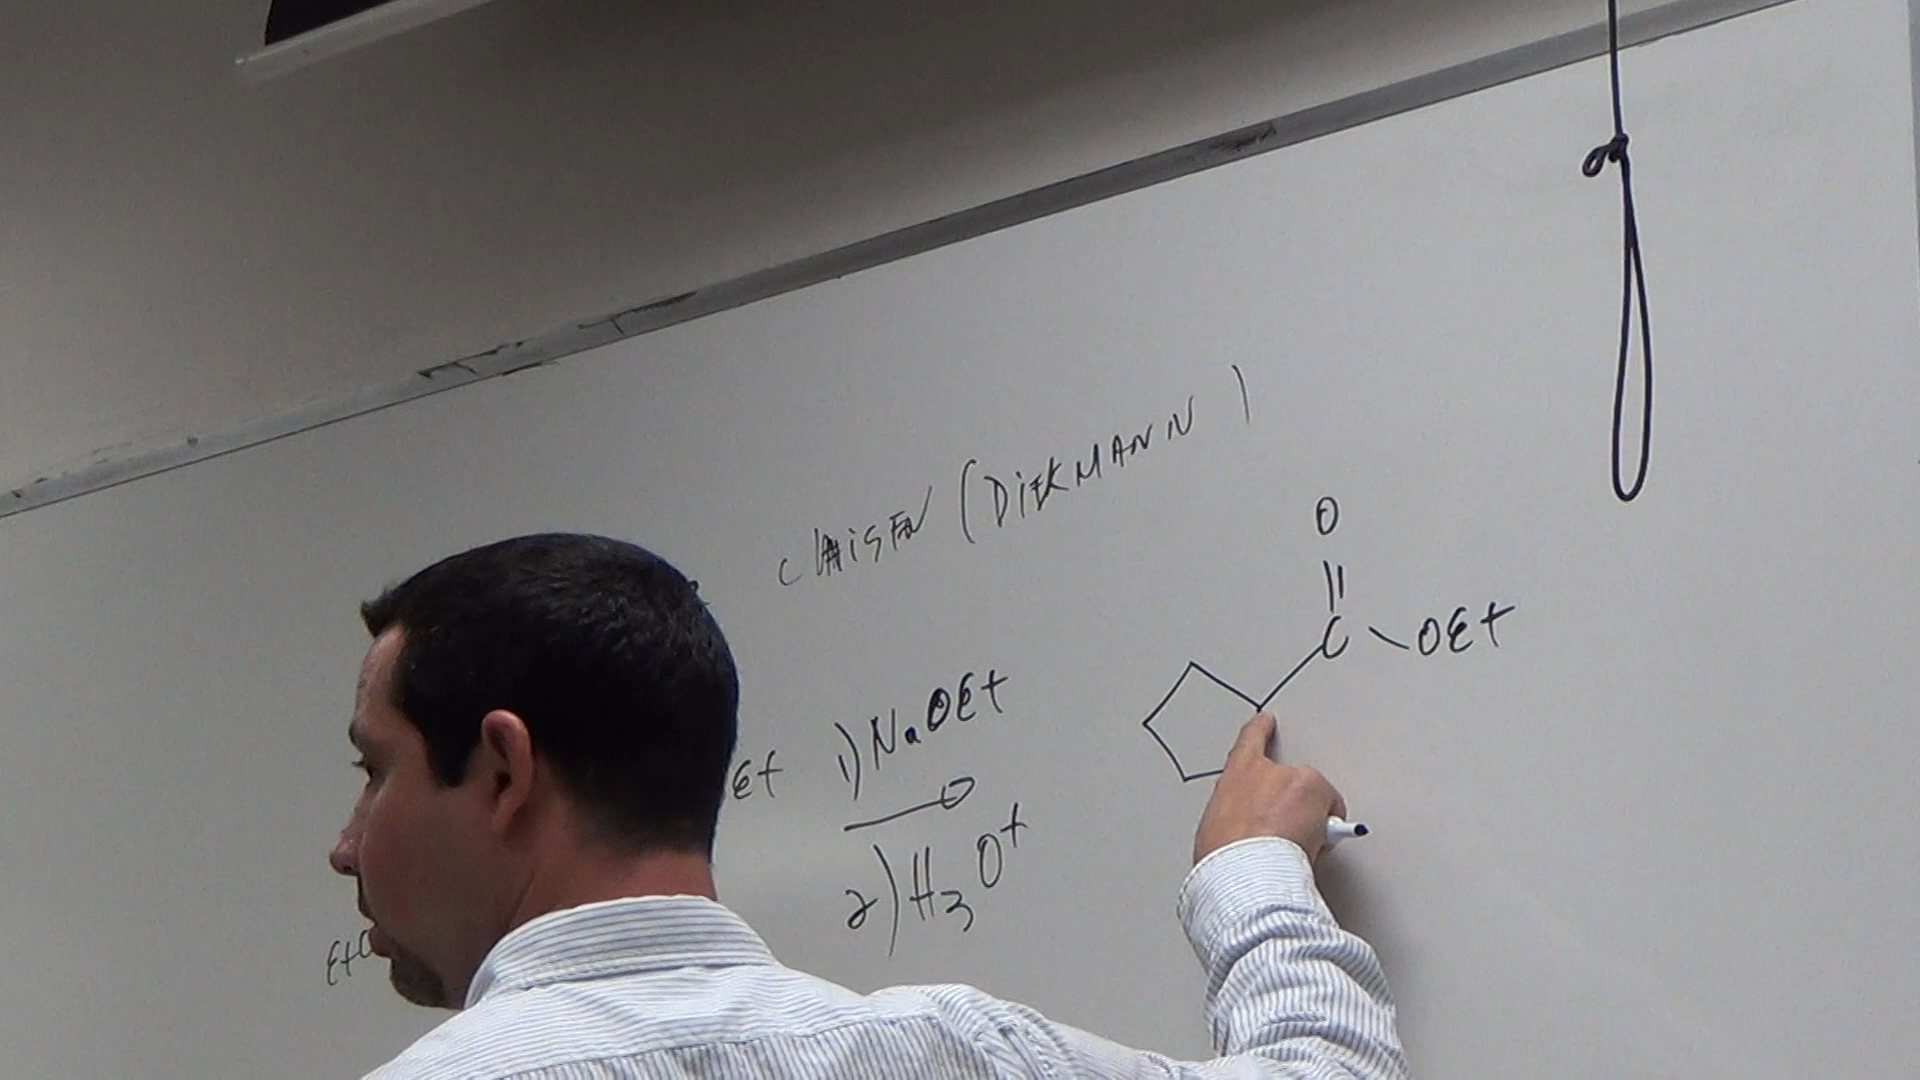 CLAISEN (DIEKMANN)
O
C OEt
Et 1) NaOEt
2) H3O+
EtO